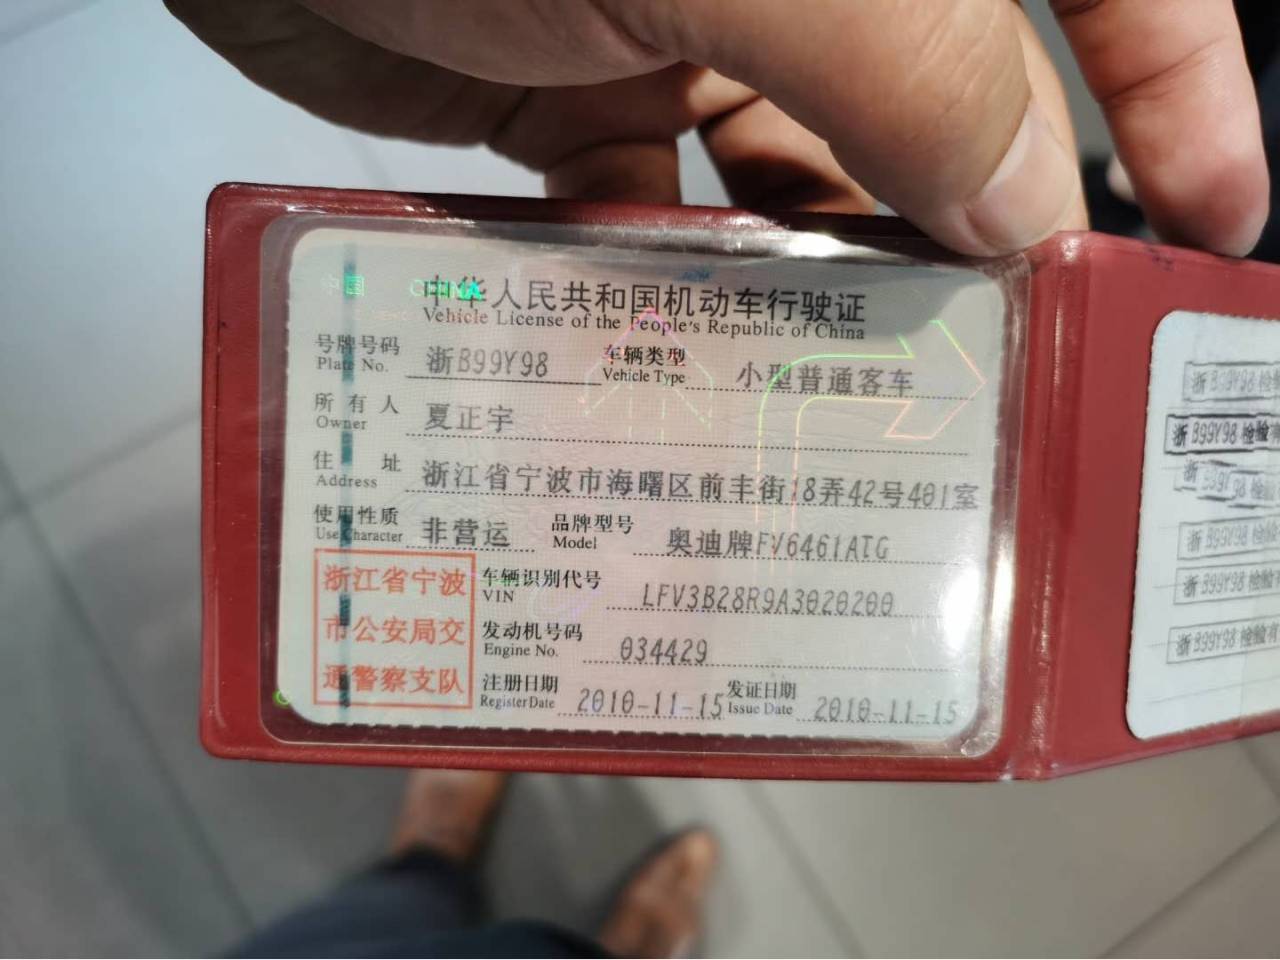 中国 CHINA
中华人民共和国机动车行驶证
Vehicle License of the People's Republic of China
号牌号码 浙B99Y98 车辆类型 小型普通客车
Plate No. Vehicle Type
所有人 夏正宇
Owner
住址 浙江省宁波市海曙区前丰街18弄42号401室
Address
使用性质 非营运 品牌型号 奥迪牌FV6461ATG
Use Character Model
浙江省宁波
市公安局交
通警察支队
车辆识别代号 LFV3B28R9A3020200
VIN
发动机号码 034429
Engine No.
注册日期 2010-11-15 发证日期 2010-11-15
Register Date Issue Date
浙B99Y98 检验
浙B99Y98 检验有
浙B99Y98 检验
浙B99Y98 检验
浙B99Y98 检验
浙B99Y98 检验有